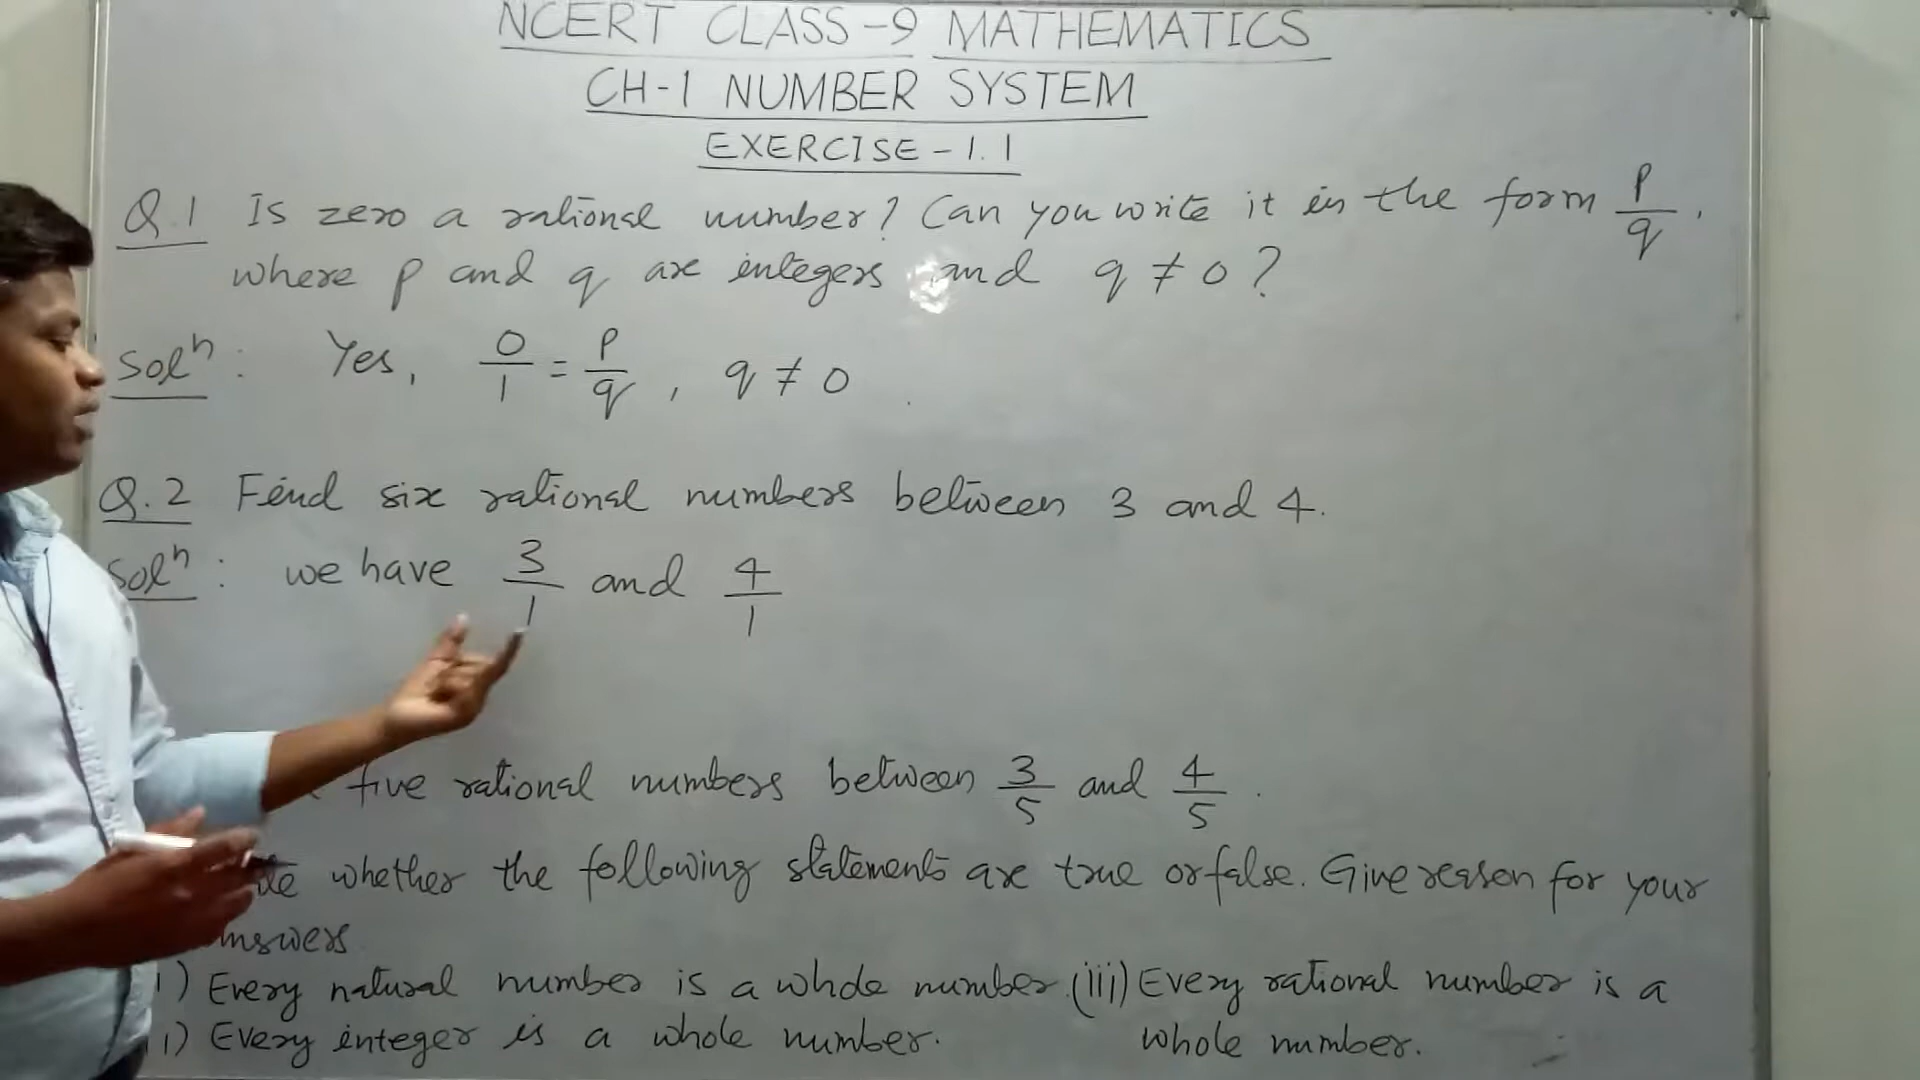 NCERT CLASS-9 MATHEMATICS
CH-1 NUMBER SYSTEM
EXERCISE-1.1
Q.1 Is zero a rational number? Can you write it in the form p/q,
where p and q are integers and q ≠ 0?
Solⁿ: Yes, 0/1 = p/q, q ≠ 0
Q.2 Find six rational numbers between 3 and 4.
Solⁿ: we have 3/1 and 4/1
five rational numbers between 3/5 and 4/5.
whether the following statements are true or false. Give reason for your
answers
i) Every natural number is a whole number. (iii) Every rational number is a
i) Every integer is a whole number. whole number.